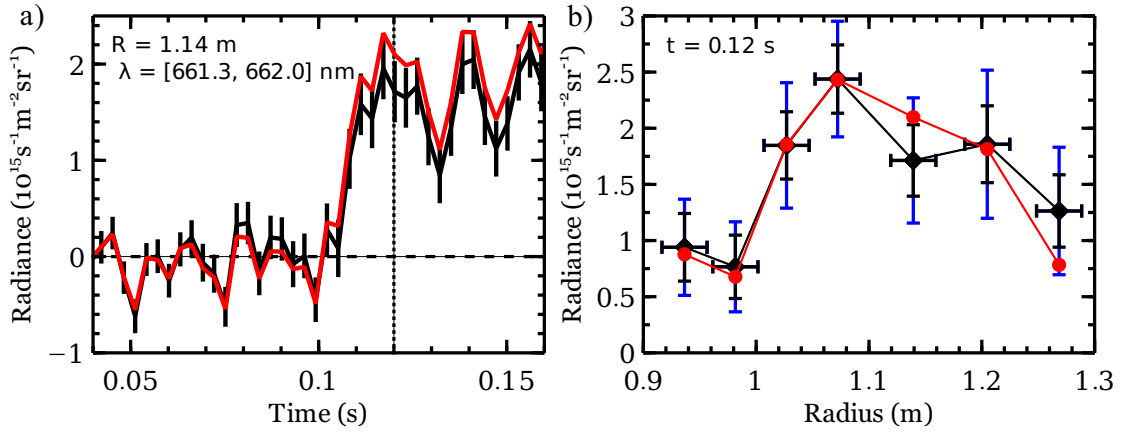 a)
R = 1.14 m
λ = [661.3, 662.0] nm
Radiance (10¹⁵s⁻¹m⁻²sr⁻¹)
2
1
0
−1
0.05
0.1
0.15
Time (s)
b)
t = 0.12 s
Radiance (10¹⁵s⁻¹m⁻²sr⁻¹)
3
2.5
2
1.5
1
0.5
0
0.9
1
1.1
1.2
1.3
Radius (m)